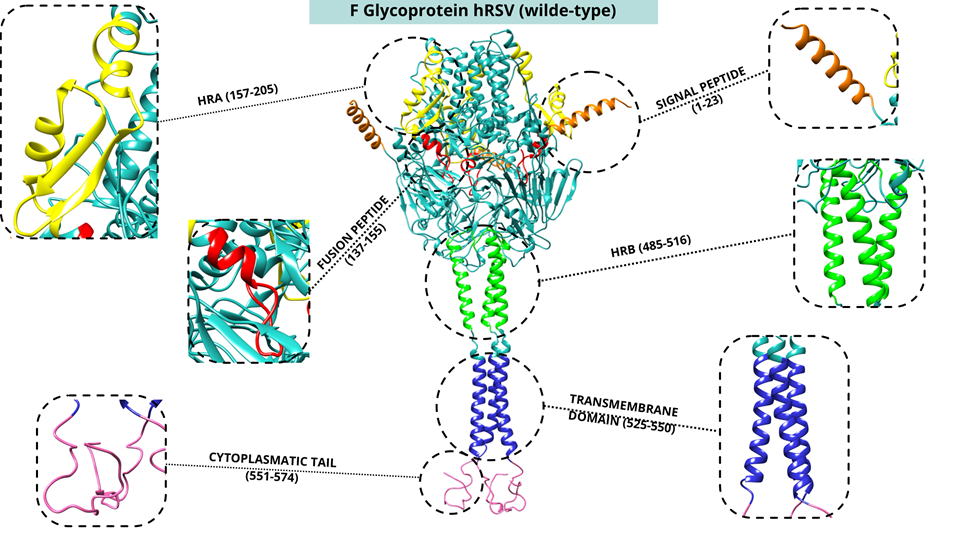 F Glycoprotein hRSV (wilde-type)
HRA (157-205)
SIGNAL PEPTIDE
(1-23)
FUSION PEPTIDE
(137-155)
HRB (485-516)
TRANSMEMBRANE
DOMAIN (525-550)
CYTOPLASMATIC TAIL
(551-574)